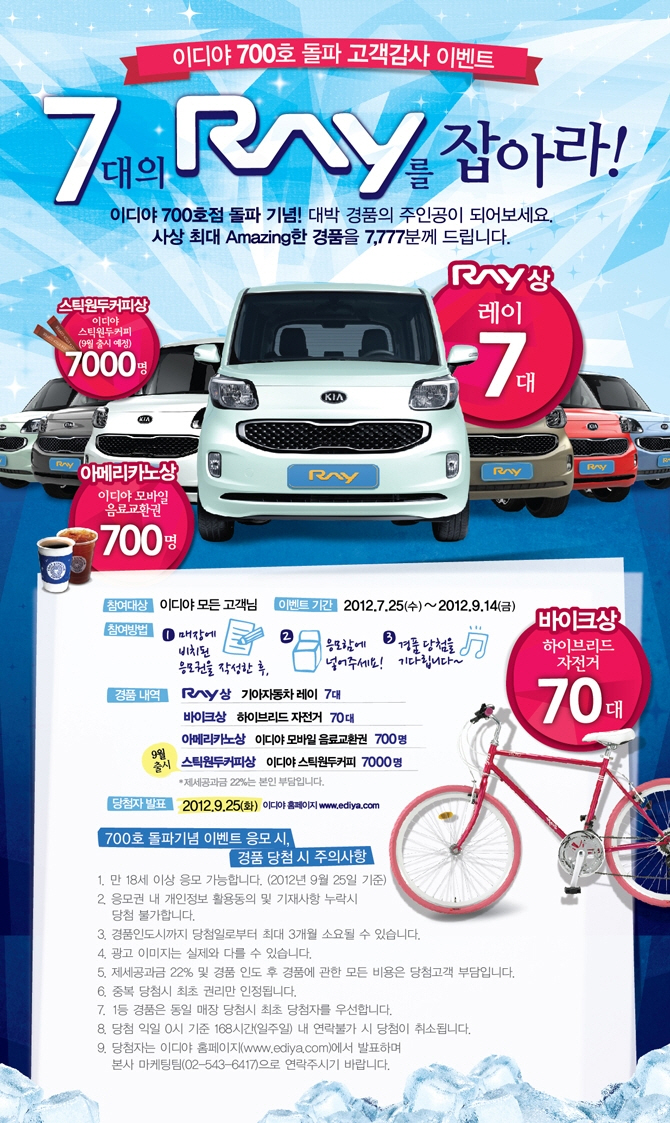 이디야 700호 돌파 고객감사 이벤트
7대의 Ray를 잡아라!
이디야 700호점 돌파 기념! 대박 경품의 주인공이 되어보세요.
사상 최대 Amazing한 경품을 7,777분께 드립니다.
Ray상
레이
7대
스틱원두커피상
이디야
스틱원두커피
(9월 출시 예정)
7000명
KIA
Ray
Ray
Ray
아메리카노상
이디야 모바일
음료교환권
700명
참여대상 이디야 모든 고객님 이벤트 기간 2012.7.25(수) ~ 2012.9.14(금)
참여방법 1 매장에 비치된 응모권을 작성한 후,
2 응모함에 넣어주세요!
3 경품 당첨을 기다립니다~
바이크상
하이브리드
자전거
70대
경품 내역 Ray상 기아자동차 레이 7대
바이크상 하이브리드 자전거 70대
아메리카노상 이디야 모바일 음료교환권 700명
9월 출시 스틱원두커피상 이디야 스틱원두커피 7000명
*제세공과금 22%는 본인 부담입니다.
당첨자 발표 2012.9.25(화) 이디야 홈페이지 www.ediya.com
700호 돌파기념 이벤트 응모 시,
경품 당첨 시 주의사항
1. 만 18세 이상 응모 가능합니다. (2012년 9월 25일 기준)
2. 응모권 내 개인정보 활용동의 및 기재사항 누락시
당첨 불가합니다.
3. 경품인도시까지 당첨일로부터 최대 3개월 소요될 수 있습니다.
4. 광고 이미지는 실제와 다를 수 있습니다.
5. 제세공과금 22% 및 경품 인도 후 경품에 관한 모든 비용은 당첨고객 부담입니다.
6. 중복 당첨시 최초 권리만 인정됩니다.
7. 1등 경품은 동일 매장 당첨시 최초 당첨자를 우선합니다.
8. 당첨 익일 0시 기준 168시간(일주일) 내 연락불가 시 당첨이 취소됩니다.
9. 당첨자는 이디야 홈페이지(www.ediya.com)에서 발표하며
본사 마케팅팀(02-543-6417)으로 연락주시기 바랍니다.